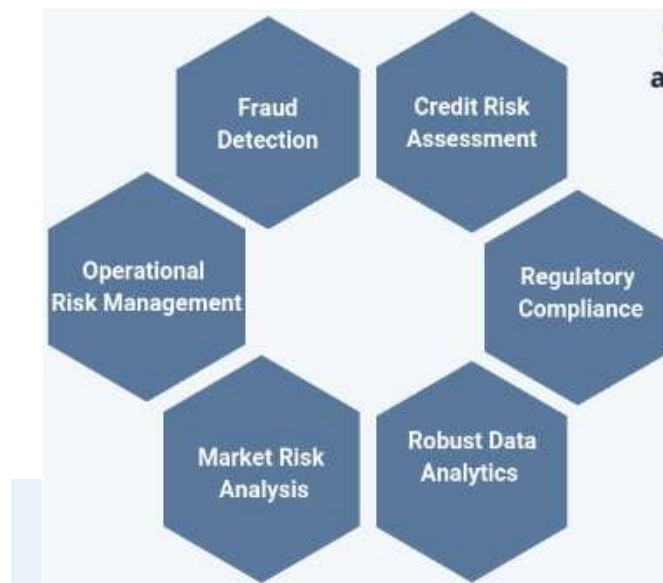 Fraud
Detection
Credit Risk
Assessment
Operational
Risk Management
Regulatory
Compliance
Market Risk
Analysis
Robust Data
Analytics